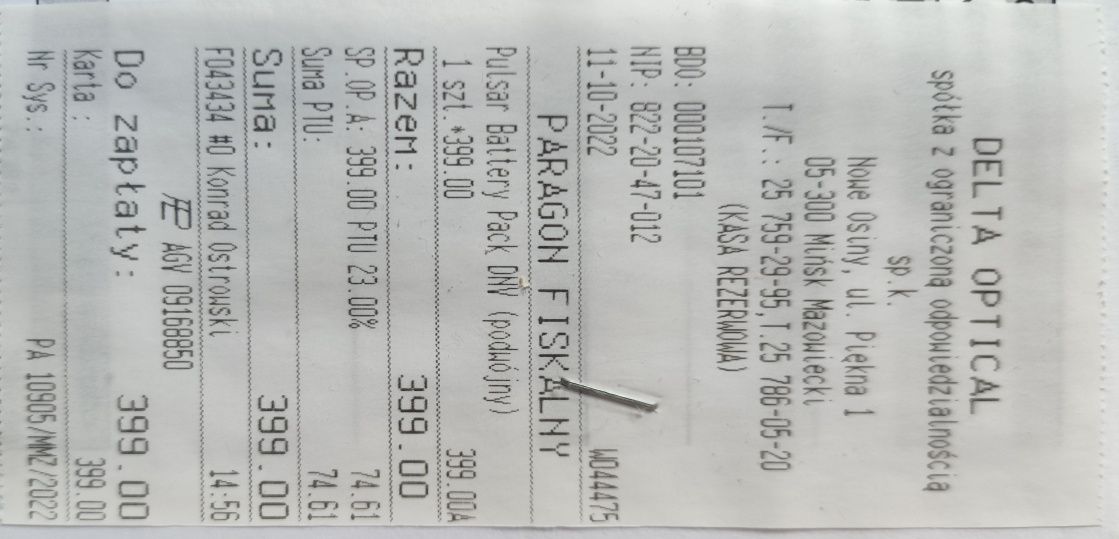 DELTA OPTICAL
spółka z ograniczoną odpowiedzialnością
sp.k.
Nowe Osiny, ul. Piękna 1
05-300 Mińsk Mazowiecki
T./F.: 25 759-29-95,T.25 786-05-20
(KASA REZERWOWA)
BDO: 000107101
NIP: 822-20-47-012
11-10-2022 W044475
PARAGON FISKALNY
Pulsar Battery Pack DNV (podwójny)
1 szt. *399.00 399.00A
Razem: 399.00
SP.OP.A: 399.00 PTU 23.00% 74.61
Suma PTU: 74.61
Suma: 399.00
F043434 #0 Konrad Ostrowski 14:56
AGV 09168850
Do zapłaty: 399.00
Karta: 399.00
Nr Sys.: PA 10905/MMZ/2022